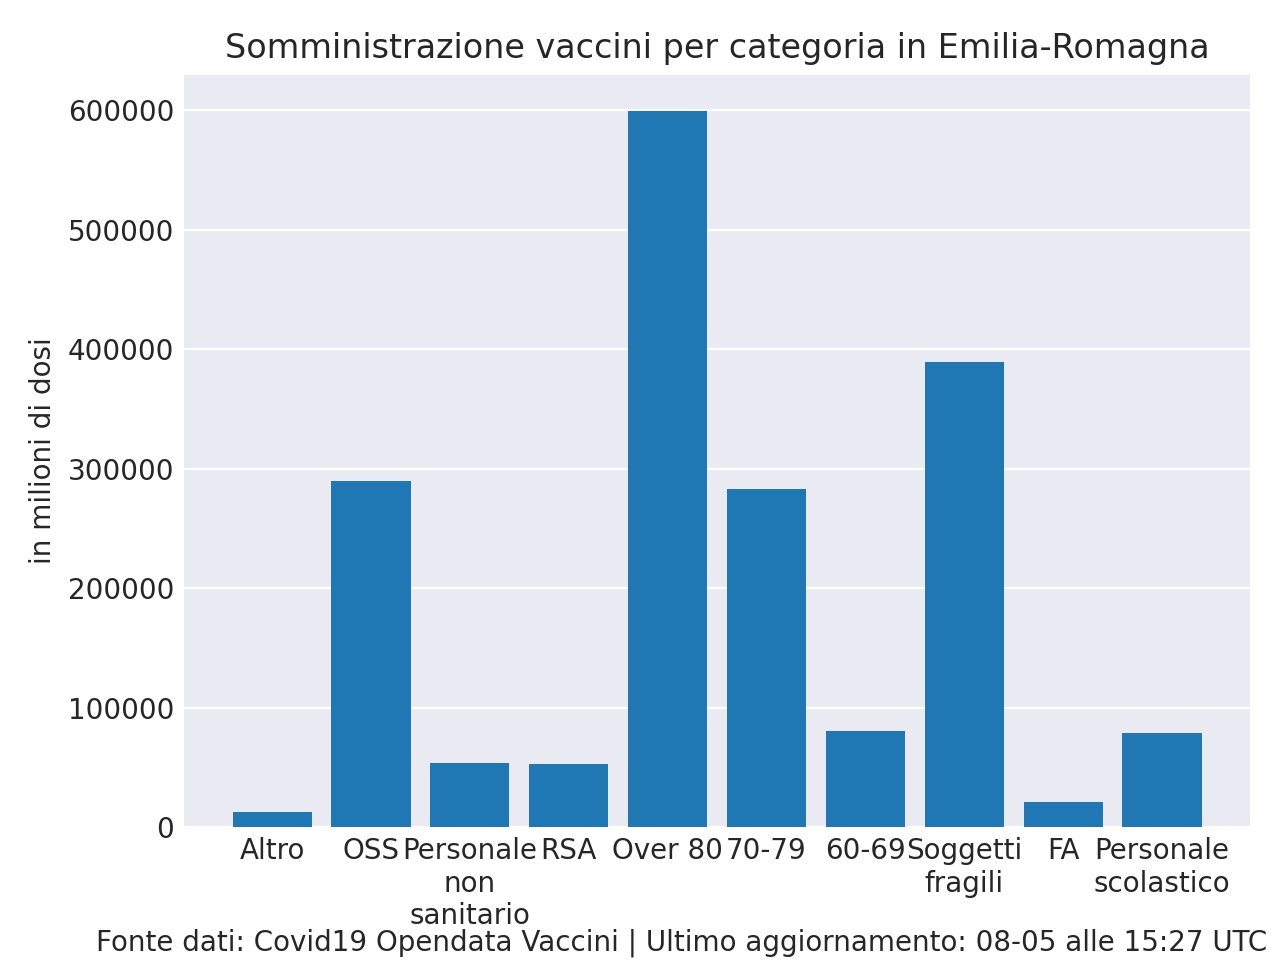 Somministrazione vaccini per categoria in Emilia-Romagna
in milioni di dosi
600000
500000
400000
300000
200000
100000
0
Altro OSS Personale RSA Over 80 70-79 60-69 Soggetti FA Personale
non fragili scolastico
sanitario
Fonte dati: Covid19 Opendata Vaccini | Ultimo aggiornamento: 08-05 alle 15:27 UTC